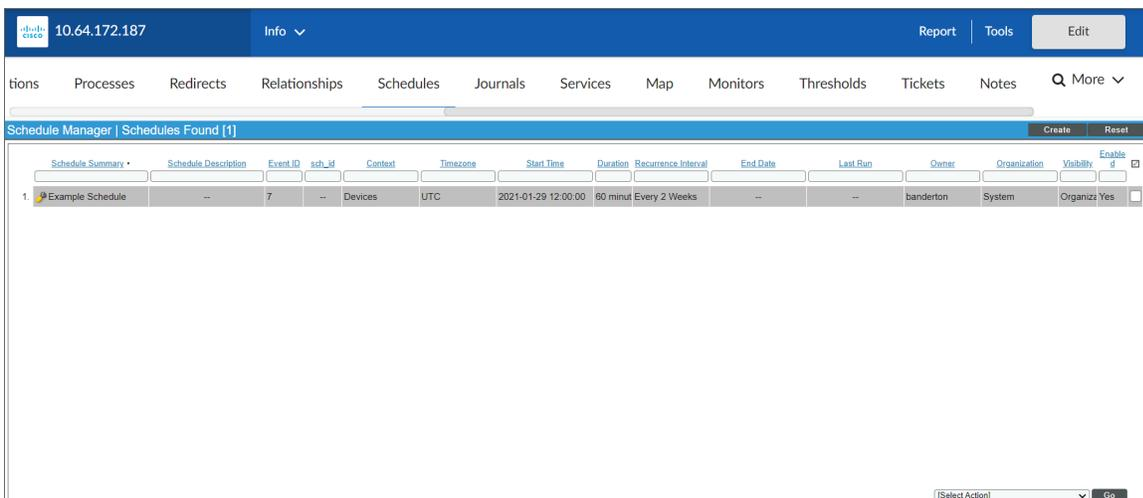 cisco 10.64.172.187 Info Report Tools Edit
tions Processes Redirects Relationships Schedules Journals Services Map Monitors Thresholds Tickets Notes More
Schedule Manager | Schedules Found [1] Create Reset
Schedule Summary Schedule Description Event ID sch_id Context Timezone Start Time Duration Recurrence Interval End Date Last Run Owner Organization Visibility Enable
d
1. Example Schedule -- 7 -- Devices UTC 2021-01-29 12:00:00 60 minut Every 2 Weeks -- -- banderton System Organiza Yes
[Select Action] Go